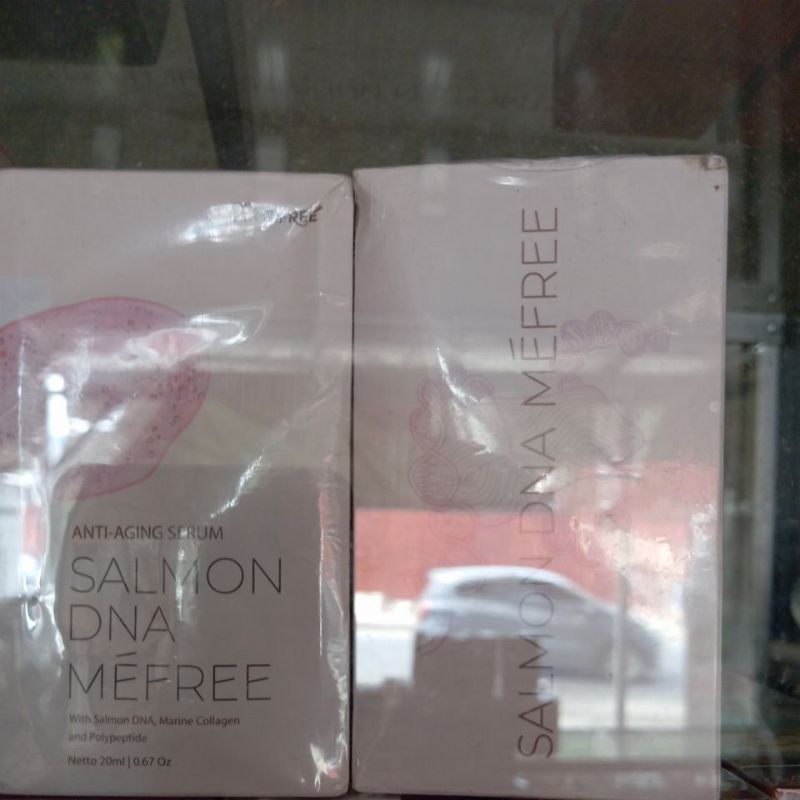 ANTI-AGING SERUM
SALMON
DNA
MÉFREE
With Salmon DNA, Marine Collagen
and Polypeptide
Netto 20ml | 0.67 Oz
SALMON DNA MÉFREE